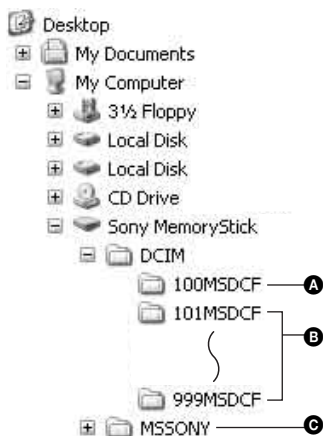 Desktop
My Documents
My Computer
3½ Floppy
Local Disk
Local Disk
CD Drive
Sony MemoryStick
DCIM
100MSDCF A
101MSDCF
B
999MSDCF
MSSONY C